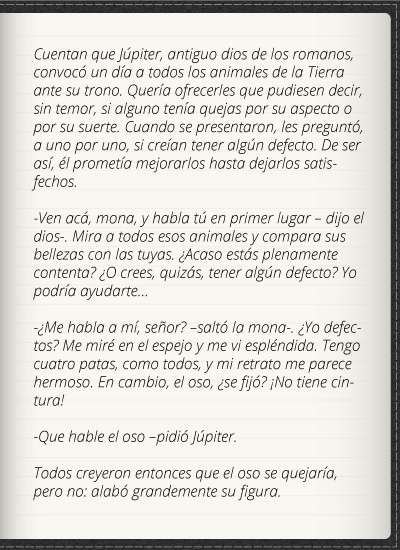 Cuentan que Júpiter, antiguo dios de los romanos,
convocó un día a todos los animales de la Tierra
ante su trono. Quería ofrecerles que pudiesen decir,
sin temor, si alguno tenía quejas por su aspecto o
por su suerte. Cuando se presentaron, les preguntó,
a uno por uno, si creían tener algún defecto. De ser
así, él prometía mejorarlos hasta dejarlos satis-
fechos.

-Ven acá, mona, y habla tú en primer lugar – dijo el
dios-. Mira a todos esos animales y compara sus
bellezas con las tuyas. ¿Acaso estás plenamente
contenta? ¿O crees, quizás, tener algún defecto? Yo
podría ayudarte...

-¿Me habla a mí, señor? –saltó la mona-. ¿Yo defec-
tos? Me miré en el espejo y me vi espléndida. Tengo
cuatro patas, como todos, y mi retrato me parece
hermoso. En cambio, el oso, ¿se fijó? ¡No tiene cin-
tura!

-Que hable el oso –pidió Júpiter.

Todos creyeron entonces que el oso se quejaría,
pero no: alabó grandemente su figura.